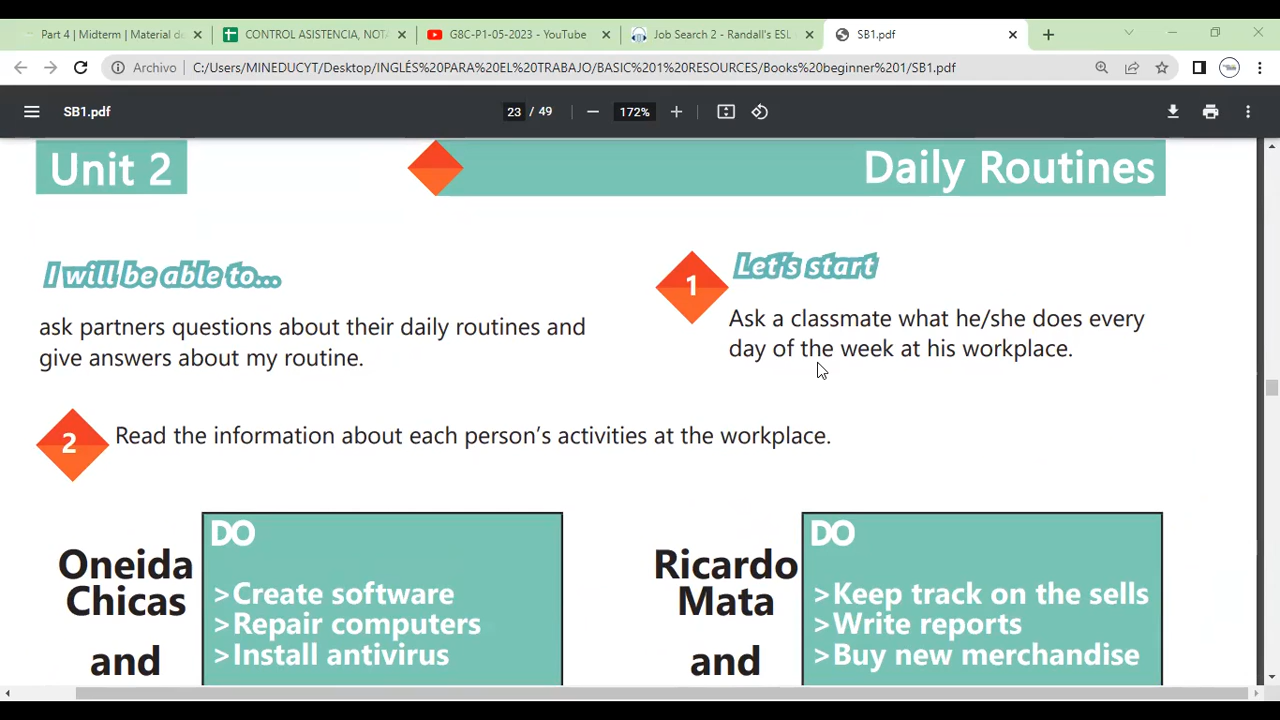 Part 4 | Midterm | Material de
CONTROL ASISTENCIA, NOTA
G8C-P1-05-2023 - YouTube
Job Search 2 - Randall's ESL
SB1.pdf
Archivo
C:/Users/MINEDUCYT/Desktop/INGLÉS%20PARA%20EL%20TRABAJO/BASIC%201%20RESOURCES/Books%20beginner%201/SB1.pdf
SB1.pdf
23 / 49
172%
Unit 2
Daily Routines
I will be able to...
ask partners questions about their daily routines and
give answers about my routine.
1
Let's start
Ask a classmate what he/she does every
day of the week at his workplace.
2
Read the information about each person's activities at the workplace.
Oneida
Chicas
and
DO
>Create software
>Repair computers
>Install antivirus
Ricardo
Mata
and
DO
>Keep track on the sells
>Write reports
>Buy new merchandise